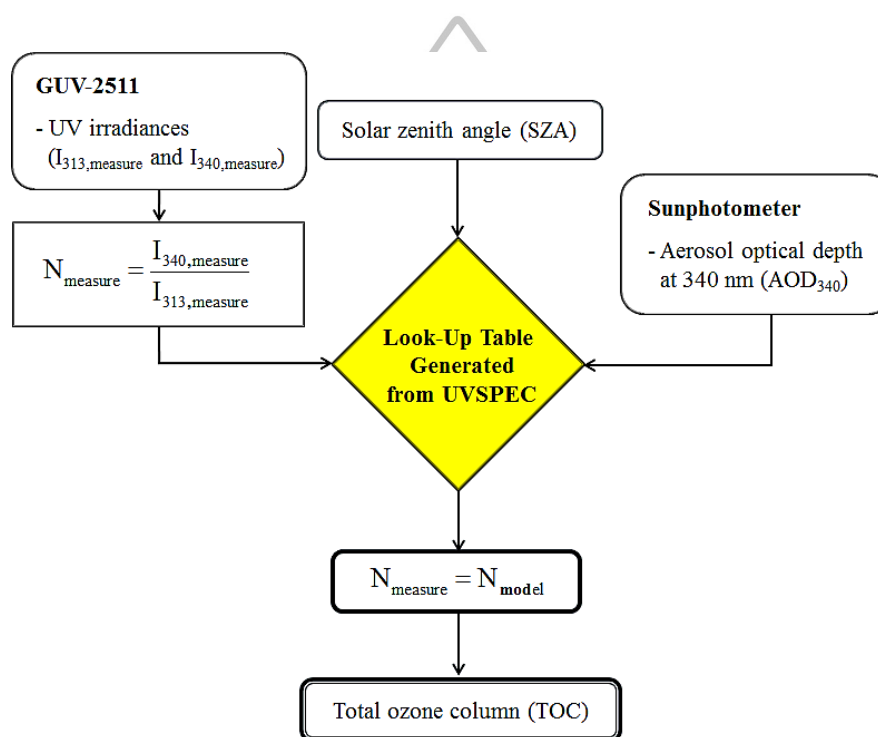 GUV-2511
- UV irradiances
(I313,measure and I340,measure)
Solar zenith angle (SZA)
Sunphotometer
- Aerosol optical depth
at 340 nm (AOD340)
Nmeasure = I340,measure / I313,measure
Look-Up Table
Generated
from UVSPEC
Nmeasure = Nmodel
Total ozone column (TOC)